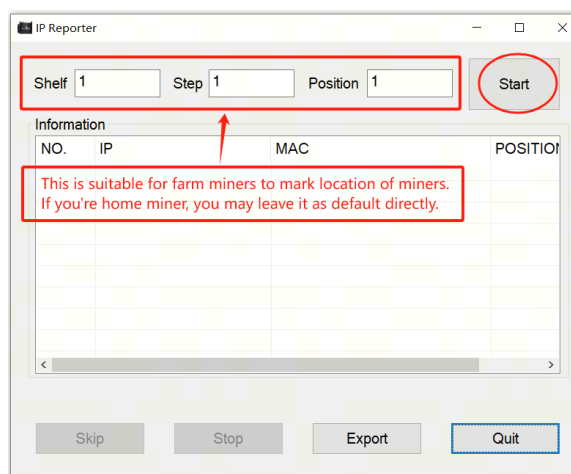 IP Reporter
Shelf 1 Step 1 Position 1 Start
Information
NO. IP MAC POSITION
This is suitable for farm miners to mark location of miners.
If you're home miner, you may leave it as default directly.
Skip Stop Export Quit